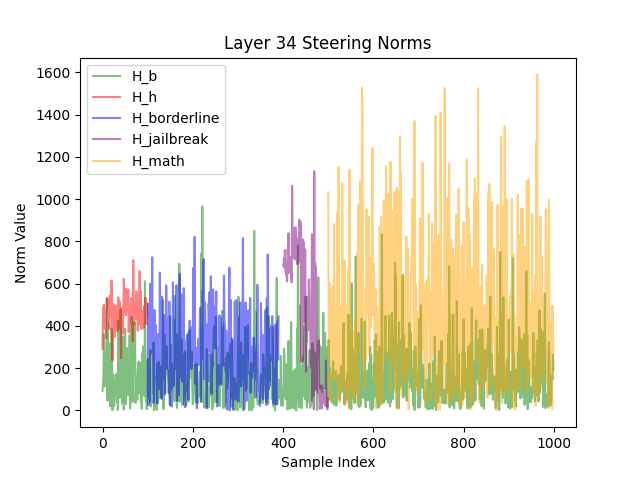 Layer 34 Steering Norms
H_b
H_h
H_borderline
H_jailbreak
H_math
Norm Value
1600
1400
1200
1000
800
600
400
200
0
0 200 400 600 800 1000
Sample Index